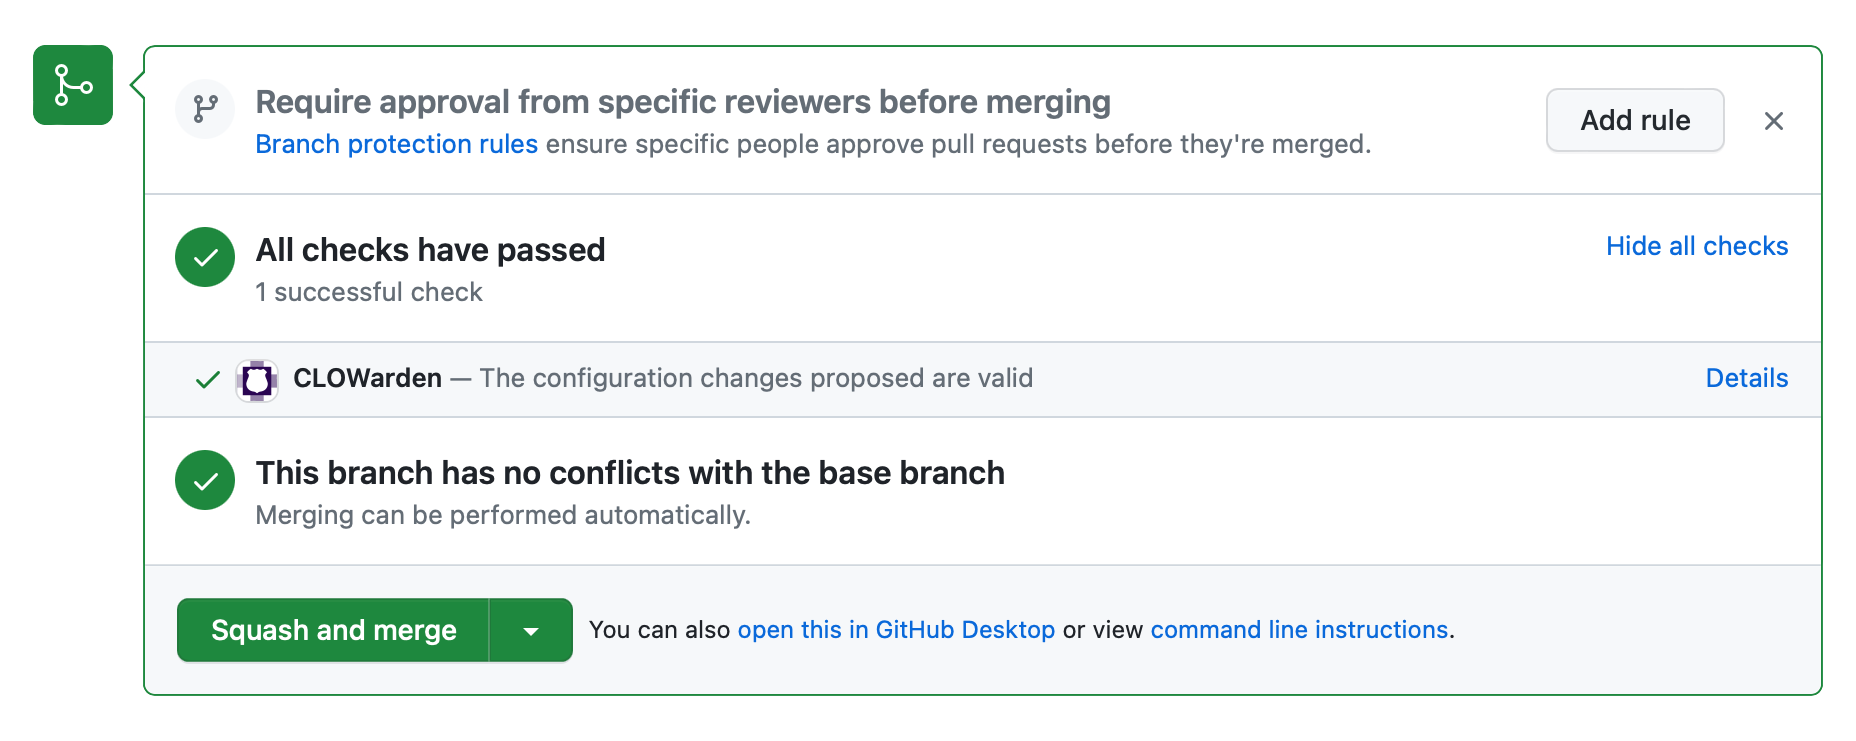 Require approval from specific reviewers before merging
Branch protection rules ensure specific people approve pull requests before they're merged.
Add rule
All checks have passed
1 successful check
Hide all checks
CLOWarden — The configuration changes proposed are valid
Details
This branch has no conflicts with the base branch
Merging can be performed automatically.
Squash and merge
You can also open this in GitHub Desktop or view command line instructions.